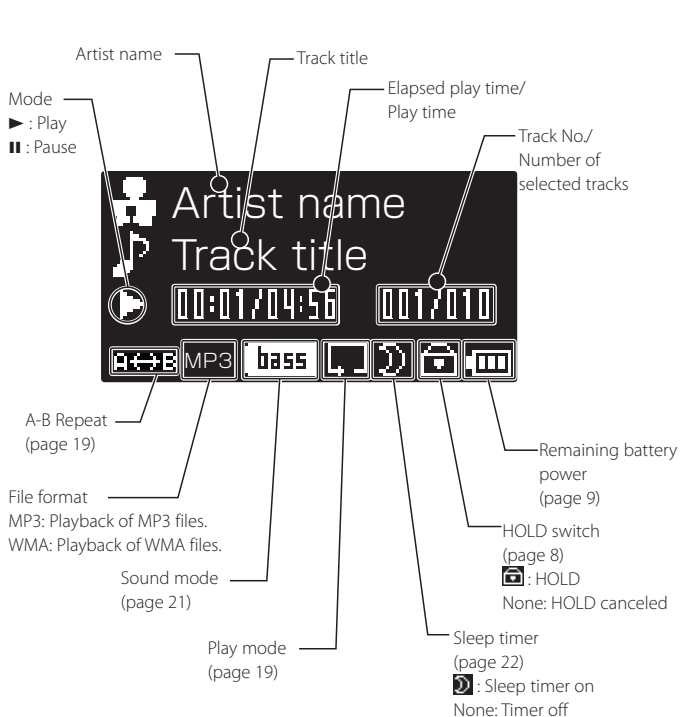 Artist name
Track title
Elapsed play time/
Play time
Mode
► : Play
II : Pause
Track No./
Number of
selected tracks
Artist name
Track title
00:01/04:56
001/010
A↔B
MP3
bass
A-B Repeat
(page 19)
Remaining battery
power
(page 9)
File format
MP3: Playback of MP3 files.
WMA: Playback of WMA files.
HOLD switch
(page 8)
: HOLD
None: HOLD canceled
Sound mode
(page 21)
Play mode
(page 19)
Sleep timer
(page 22)
: Sleep timer on
None: Timer off